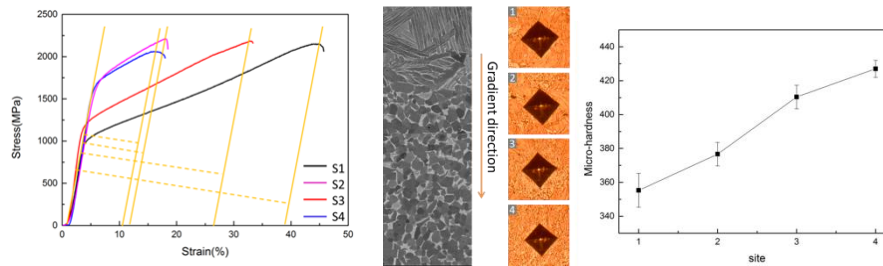 2500
2000
1500
1000
500
0
0
10
20
30
40
50
Stress(MPa)
Strain(%)
S1
S2
S3
S4
Gradient direction
1
2
3
4
440
420
400
380
360
340
Micro-hardness
1
2
3
4
site